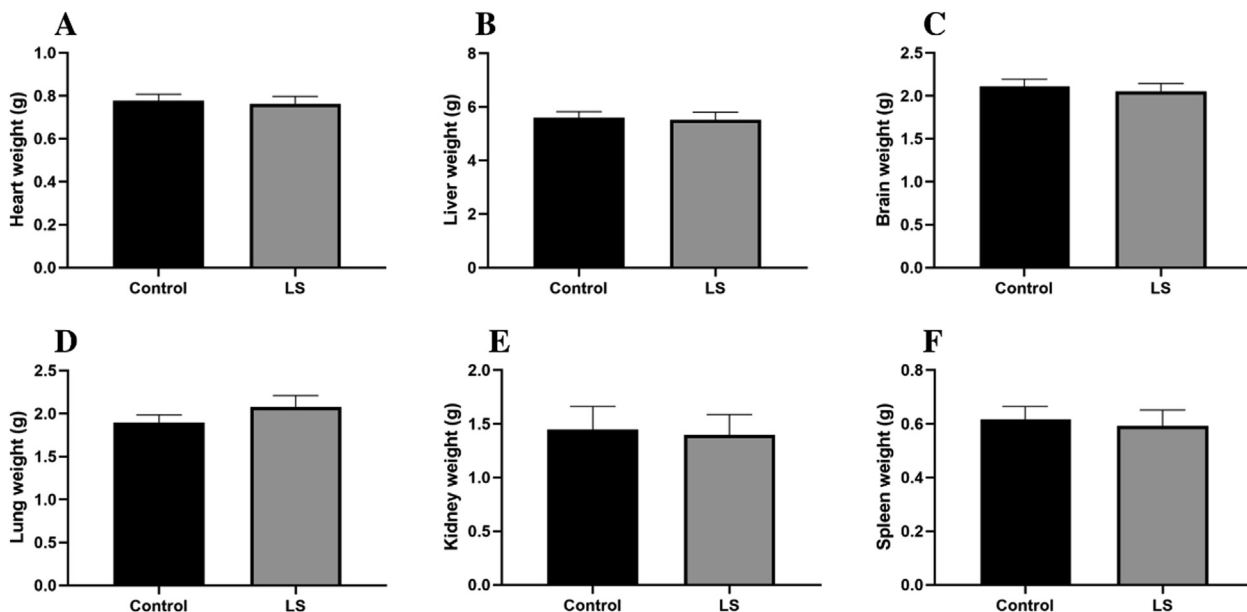 A
Heart weight (g)
1.0
0.8
0.6
0.4
0.2
0.0
Control LS
B
Liver weight (g)
8
6
4
2
0
Control LS
C
Brain weight (g)
2.5
2.0
1.5
1.0
0.5
0.0
Control LS
D
Lung weight (g)
2.5
2.0
1.5
1.0
0.5
0.0
Control LS
E
Kidney weight (g)
2.0
1.5
1.0
0.5
0.0
Control LS
F
Spleen weight (g)
0.8
0.6
0.4
0.2
0.0
Control LS